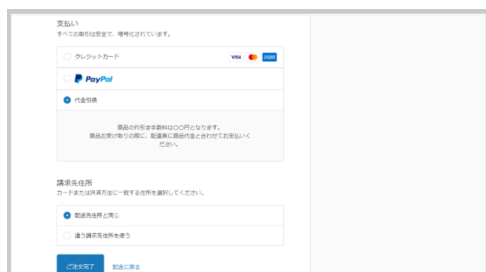 支払い
すべての取引は安全で、暗号化されています。
クレジットカード
VISA
PayPal
代金引換
商品の代引き手数料は〇〇円となります。
商品お受け取りの際に、配達員に商品代金と合わせてお支払いく
ださい。
請求先住所
カードまたは決済方法に一致する住所を選択してください。
配送先住所と同じ
違う請求先住所を使う
ご注文完了
配送に戻る